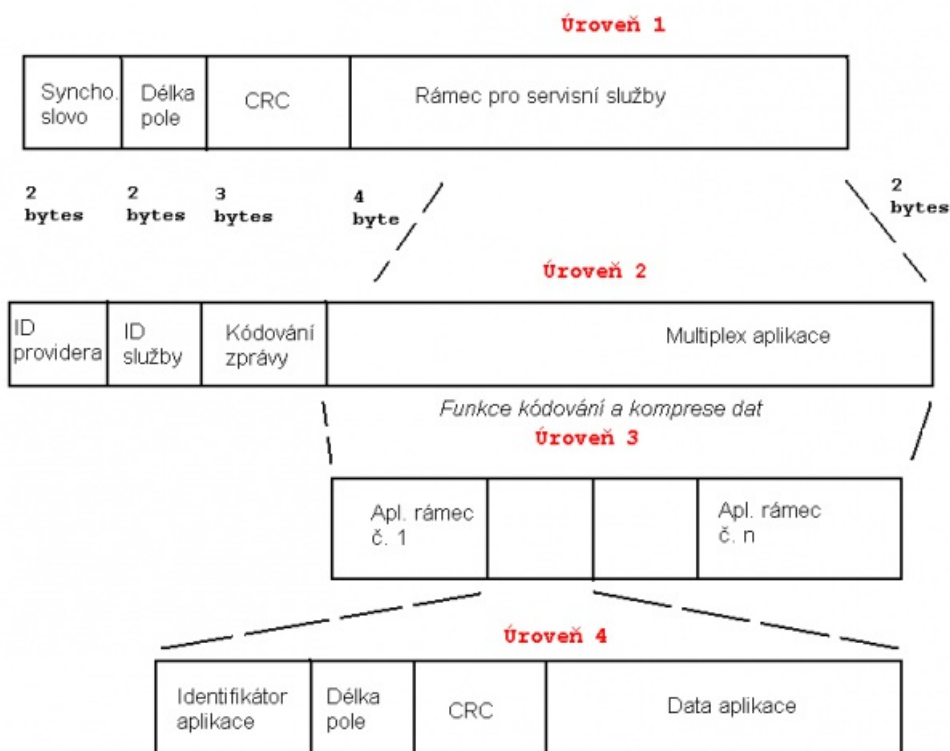 Úroveň 1
Syncho. slovo
Délka pole
CRC
Rámec pro servisní služby
2 bytes
2 bytes
3 bytes
4 byte
2 bytes
Úroveň 2
ID providera
ID služby
Kódování zprávy
Multiplex aplikace
Funkce kódování a komprese dat
Úroveň 3
Apl. rámec č. 1
Apl. rámec č. n
Úroveň 4
Identifikátor aplikace
Délka pole
CRC
Data aplikace